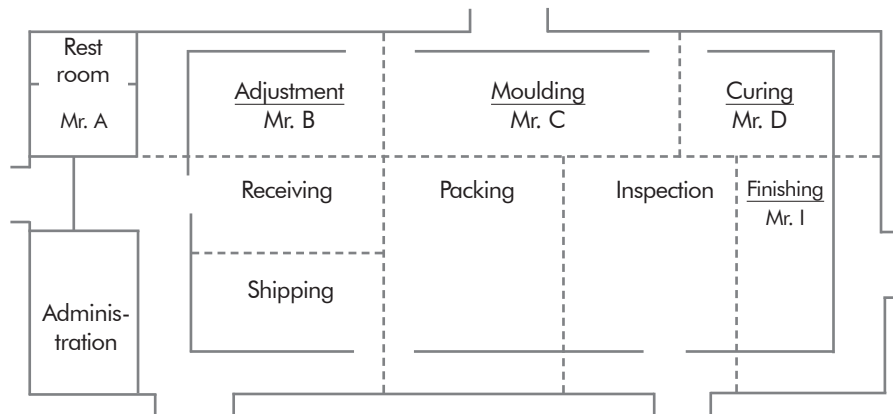 Rest
room
Mr. A
Adjustment
Mr. B
Moulding
Mr. C
Curing
Mr. D
Receiving
Packing
Inspection
Finishing
Mr. I
Shipping
Adminis-
tration